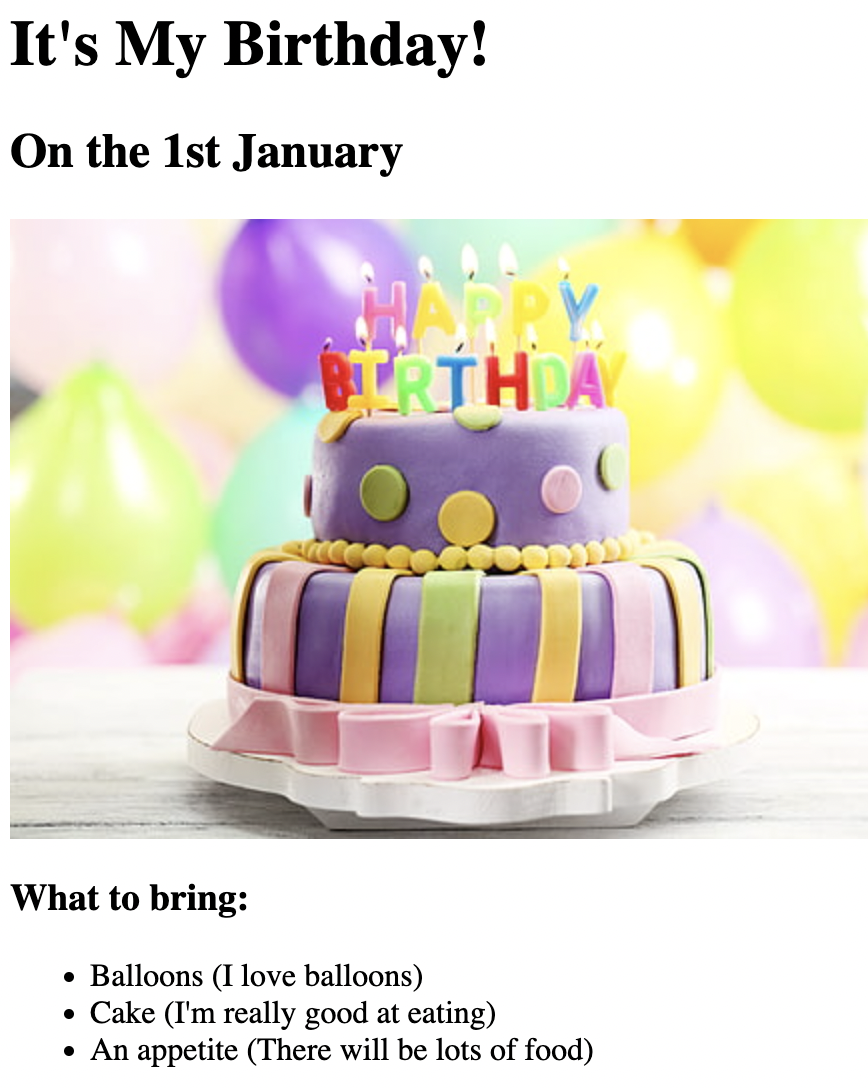 It's My Birthday!
On the 1st January
HAPPY
BIRTHDAY
What to bring:
Balloons (I love balloons)
Cake (I'm really good at eating)
An appetite (There will be lots of food)